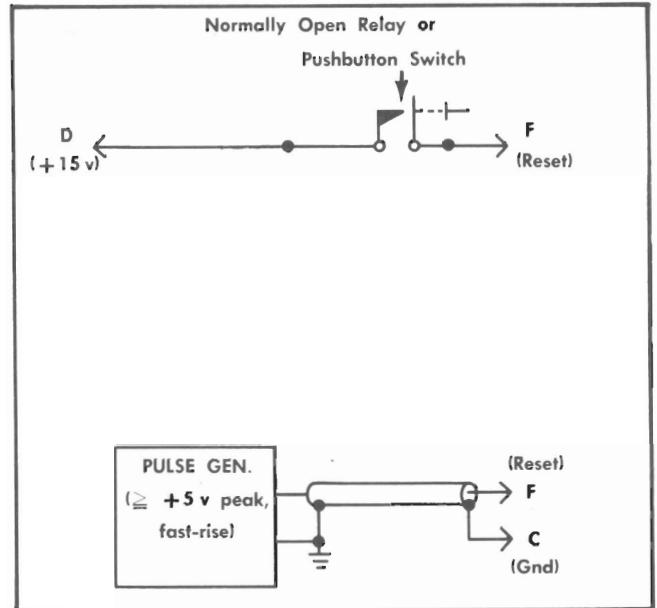 Normally Open Relay or
Pushbutton Switch
D
(+15 v)
F
(Reset)
PULSE GEN.
(≧ +5 v peak,
fast-rise)
(Reset)
F
C
(Gnd)